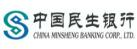 中国民生银行
CHINA MINSHENG BANKING CORP., LTD.